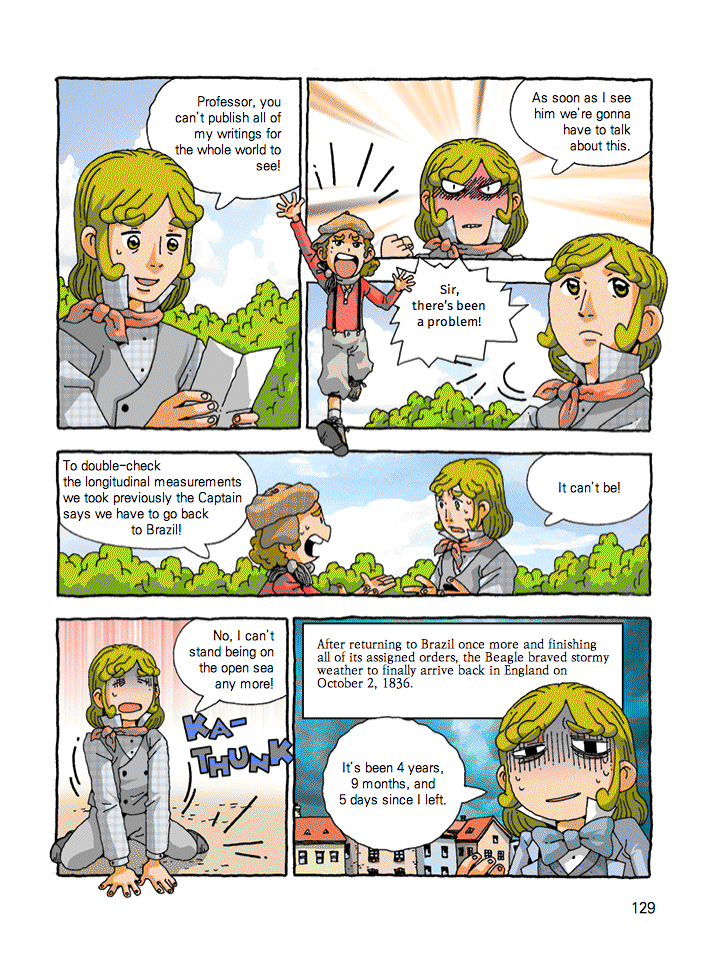 Professor, you
can't publish all of
my writings for
the whole world to
see!
As soon as I see
him we're gonna
have to talk
about this.
Sir,
there's been
a problem!
To double-check
the longitudinal measurements
we took previously the Captain
says we have to go back
to Brazil!
It can't be!
No, I can't
stand being on
the open sea
any more!
KA-
THUNK
After returning to Brazil once more and finishing
all of its assigned orders, the Beagle braved stormy
weather to finally arrive back in England on
October 2, 1836.
It's been 4 years,
9 months, and
5 days since I left.
129